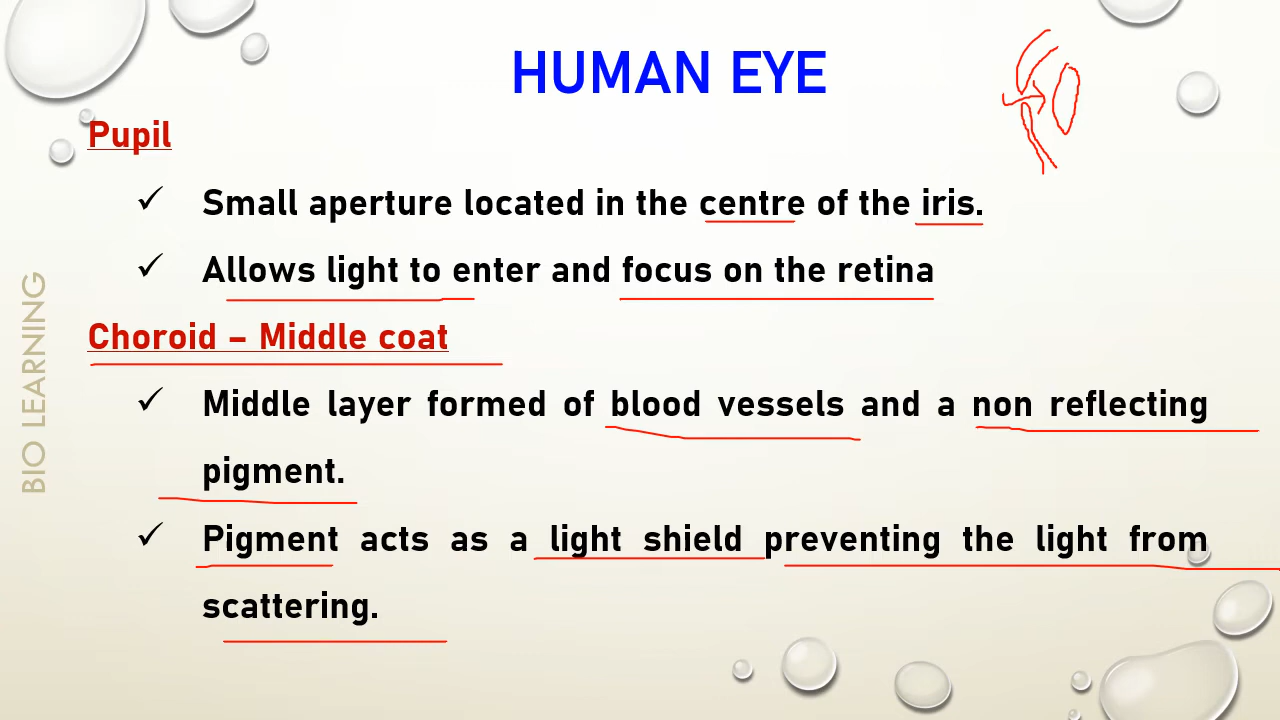 HUMAN EYE
Pupil
✓ Small aperture located in the centre of the iris.
✓ Allows light to enter and focus on the retina
Choroid – Middle coat
✓ Middle layer formed of blood vessels and a non reflecting
pigment.
✓ Pigment acts as a light shield preventing the light from
scattering.
BIO LEARNING